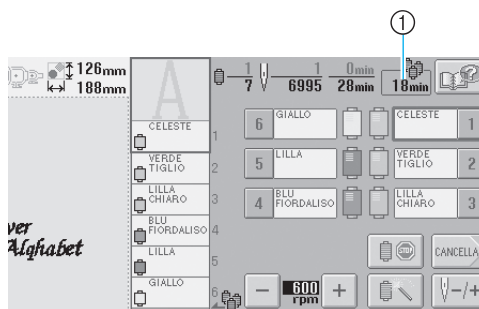 1
126mm
188mm
1
7
1
6995
0min
28min
18min
A
CELESTE
1
VERDE
TIGLIO
2
LILLA
CHIARO
3
BLU
FIORDALISO
4
LILLA
5
GIALLO
6
6
GIALLO
CELESTE
1
5
LILLA
VERDE
TIGLIO
2
4
BLU
FIORDALISO
LILLA
CHIARO
3
ver
Alghabet
STOP
CANCELLA
-
600
rpm
+
-/+